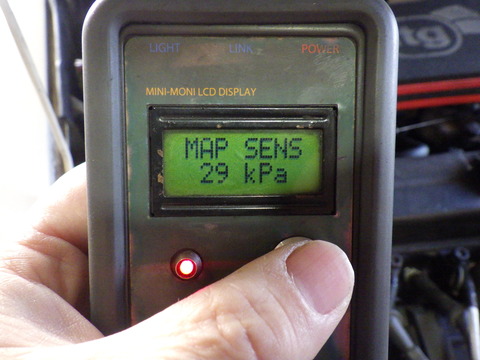 LIGHT LINK POWER
MINI-MONI LCD DISPLAY
MAP SENS
29 kPa